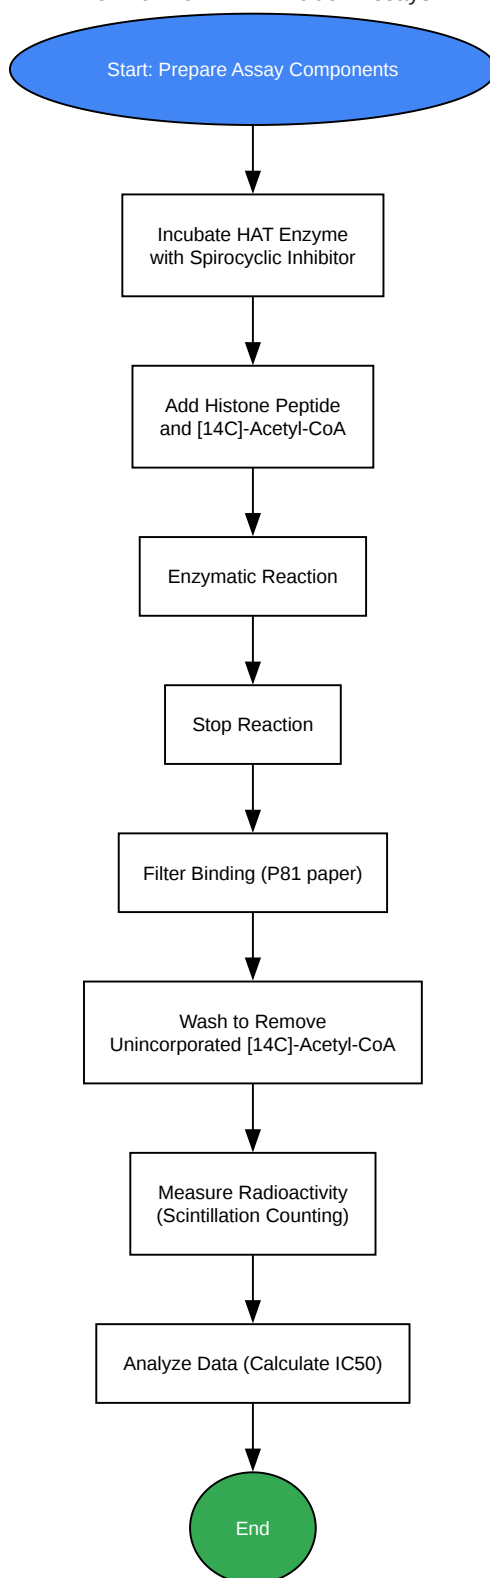 Start: Prepare Assay Components
Incubate HAT Enzyme
with Spirocyclic Inhibitor
Add Histone Peptide
and [14C]-Acetyl-CoA
Enzymatic Reaction
Stop Reaction
Filter Binding (P81 paper)
Wash to Remove
Unincorporated [14C]-Acetyl-CoA
Measure Radioactivity
(Scintillation Counting)
Analyze Data (Calculate IC50)
End